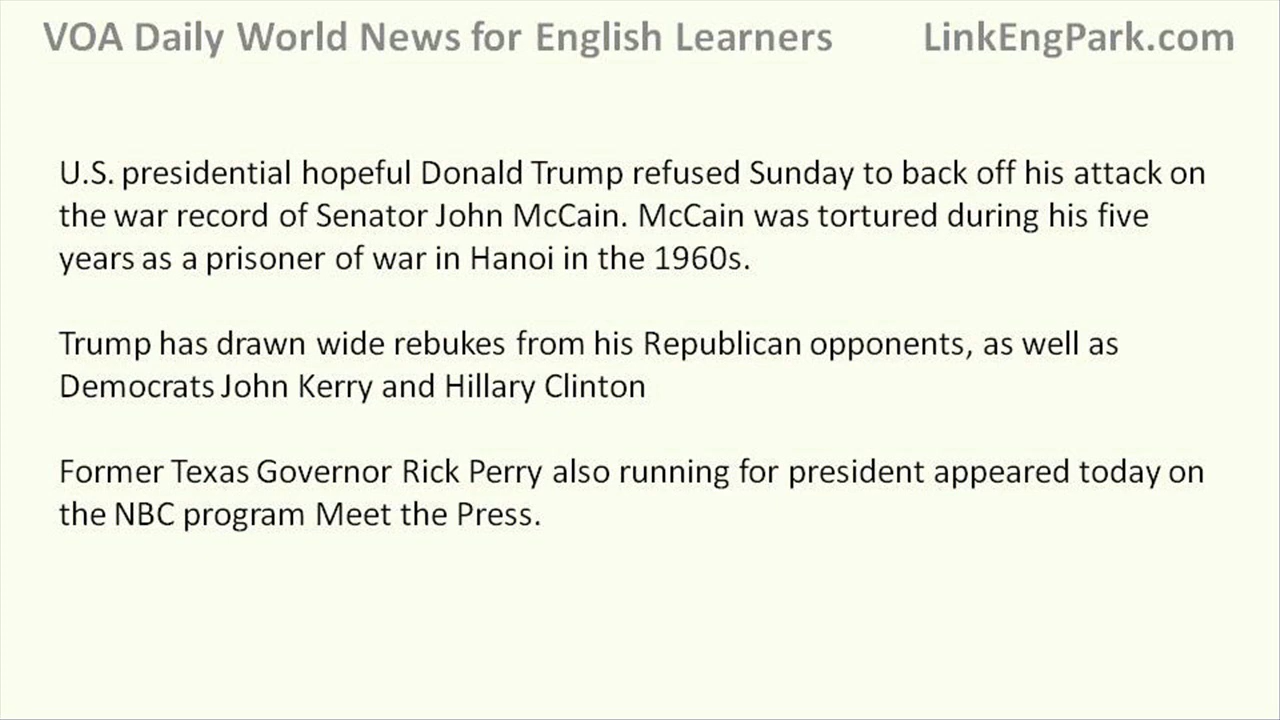 VOA Daily World News for English Learners LinkEngPark.com
U.S. presidential hopeful Donald Trump refused Sunday to back off his attack on
the war record of Senator John McCain. McCain was tortured during his five
years as a prisoner of war in Hanoi in the 1960s.
Trump has drawn wide rebukes from his Republican opponents, as well as
Democrats John Kerry and Hillary Clinton
Former Texas Governor Rick Perry also running for president appeared today on
the NBC program Meet the Press.